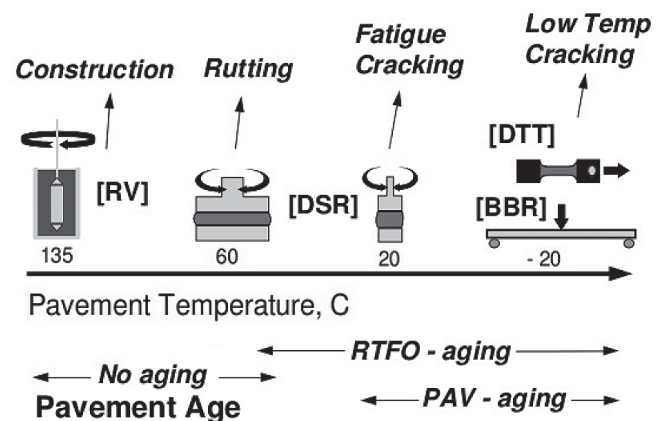 Construction
Rutting
Fatigue
Cracking
Low Temp
Cracking
[RV]
[DSR]
[DTT]
[BBR]
135
60
20
- 20
Pavement Temperature, C
RTFO - aging
No aging
PAV - aging
Pavement Age